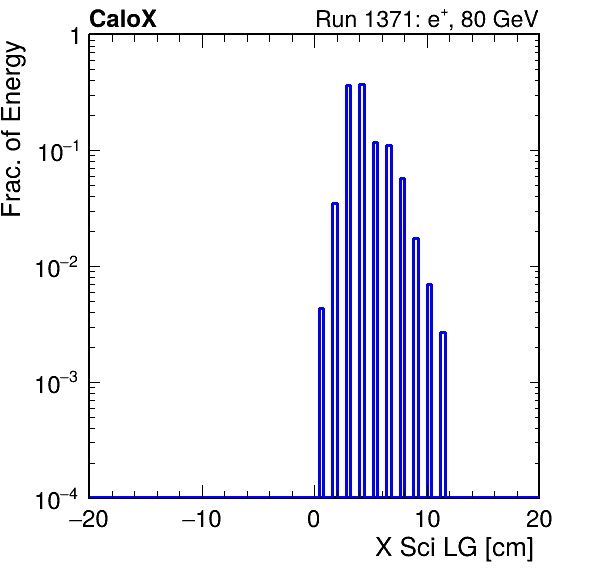 CaloX Run 1371: e⁺, 80 GeV
Frac. of Energy
1
10⁻¹
10⁻²
10⁻³
10⁻⁴
−20 −10 0 10 20
X Sci LG [cm]